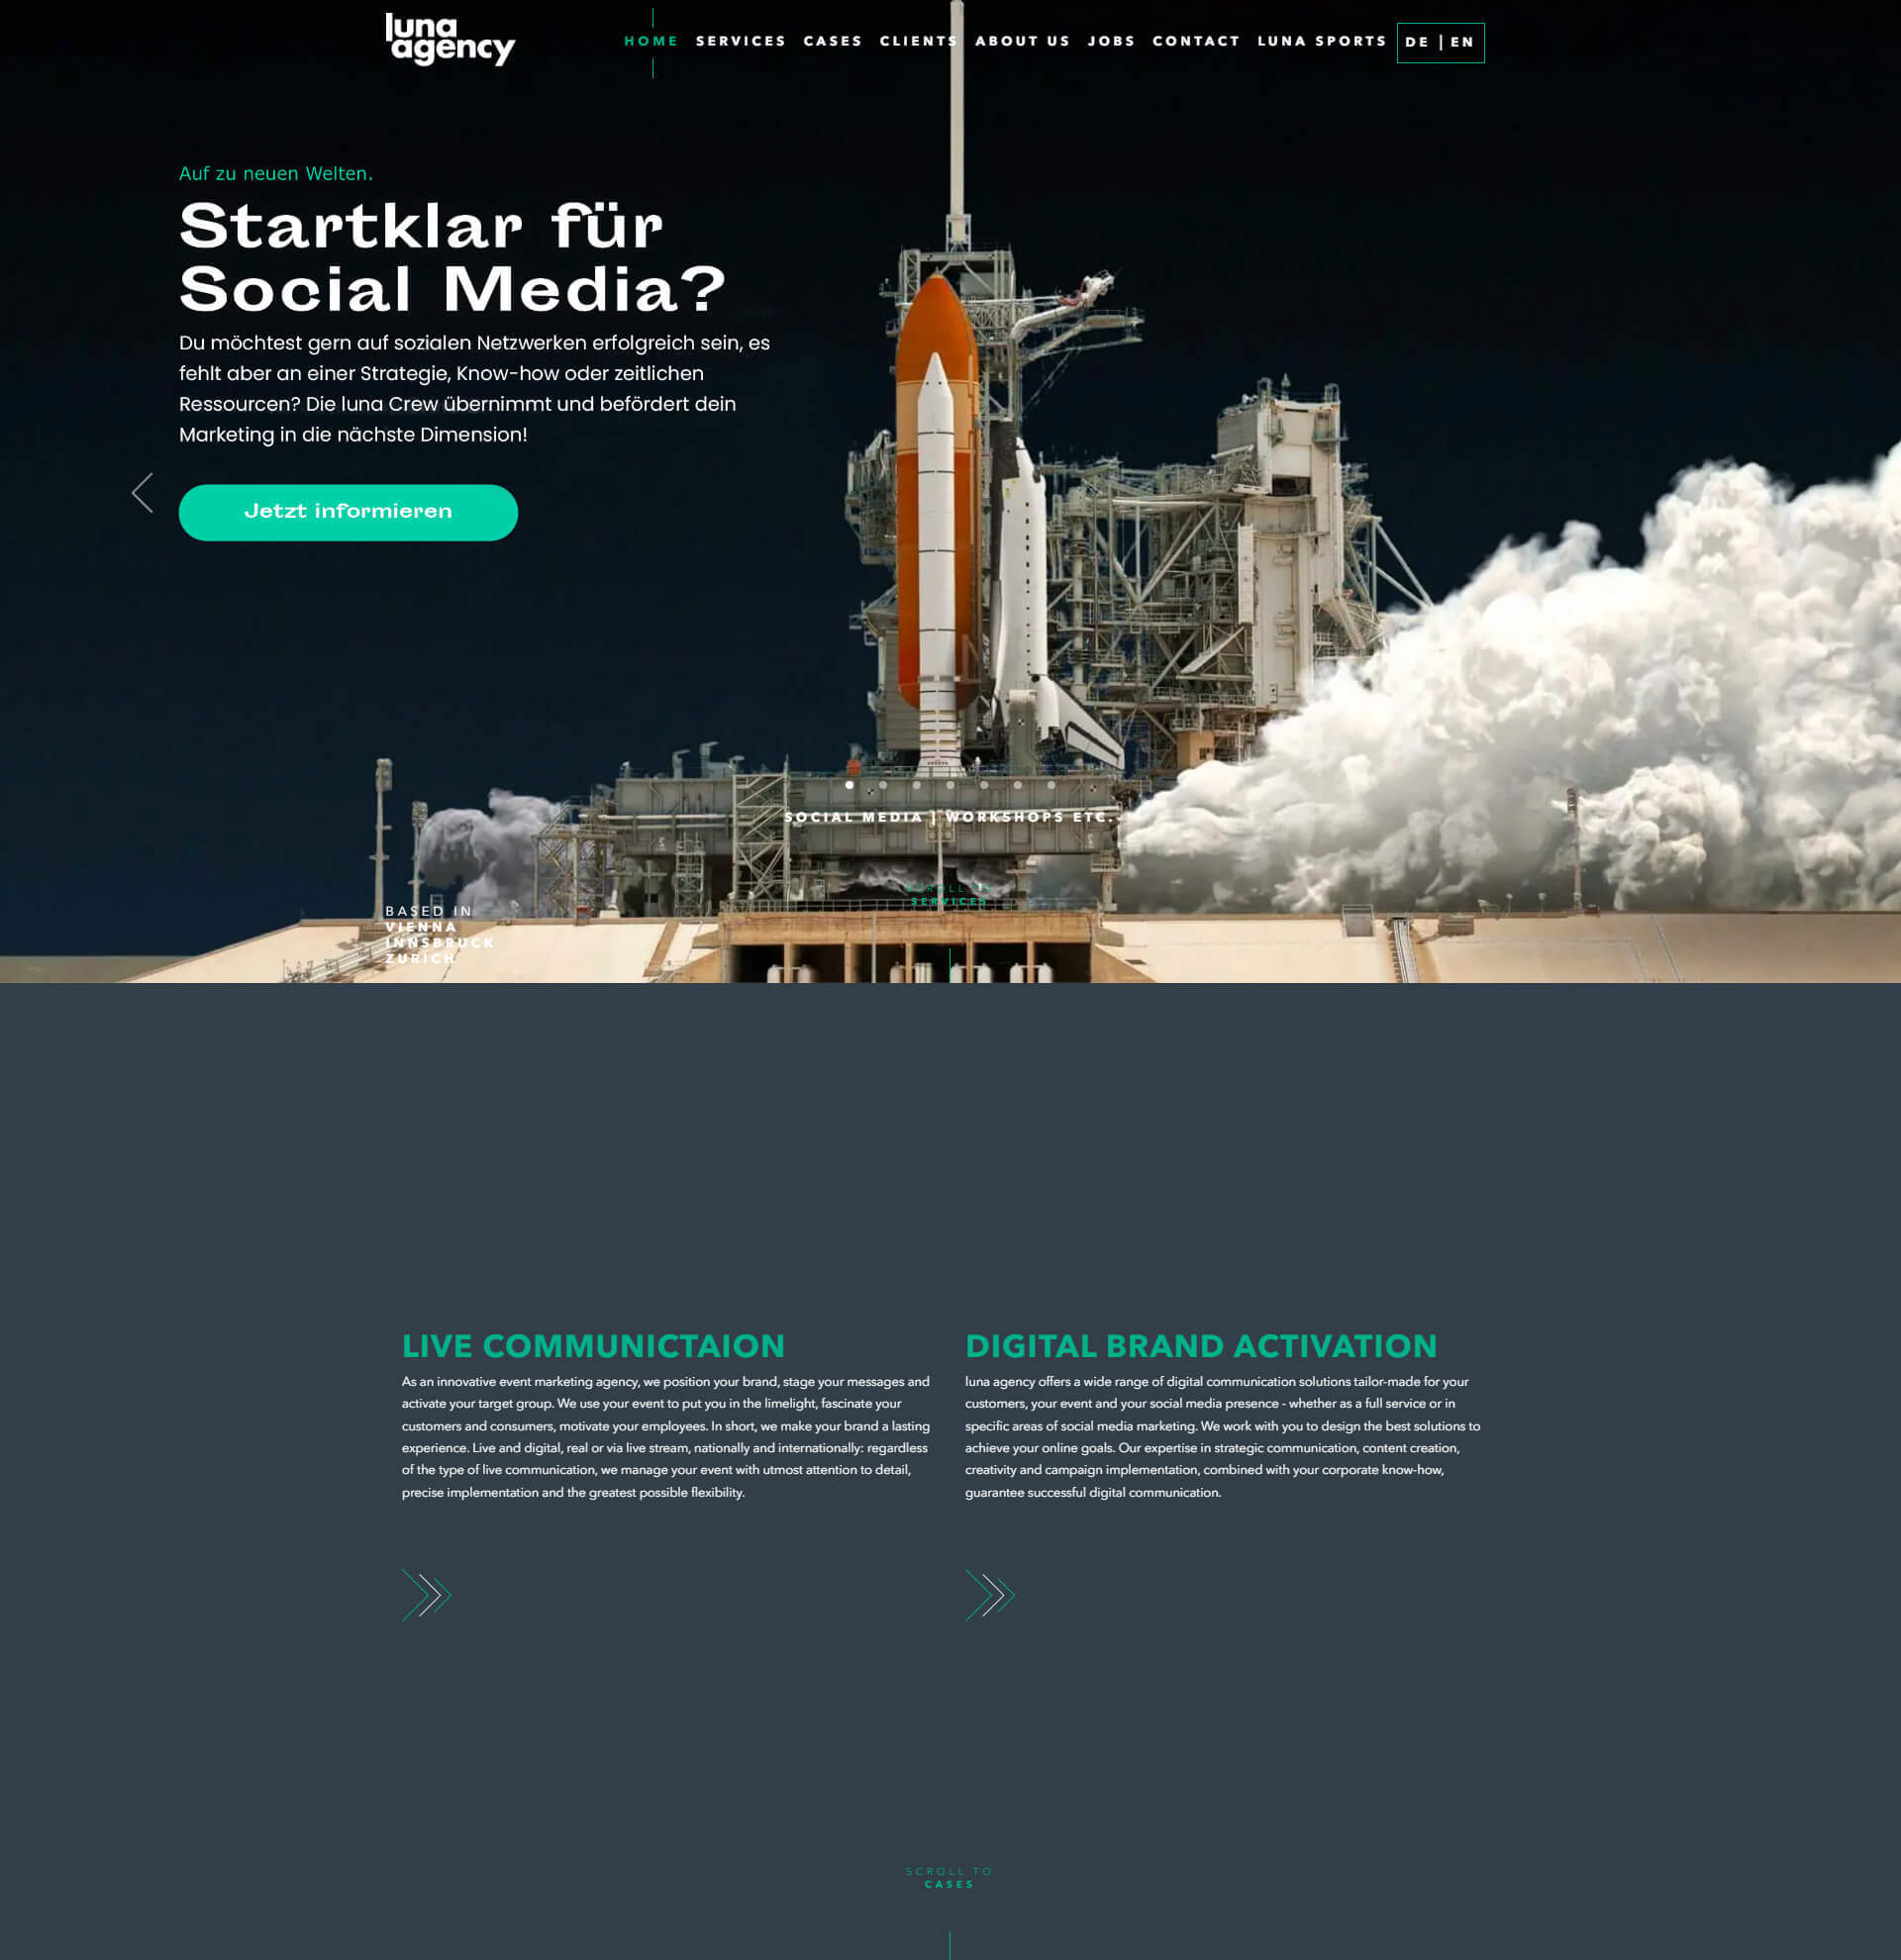 luna
agency
HOME SERVICES CASES CLIENTS ABOUT US JOBS CONTACT LUNA SPORTS DE | EN
Auf zu neuen Welten.
Startklar für
Social Media?
Du möchtest gern auf sozialen Netzwerken erfolgreich sein, es
fehlt aber an einer Strategie, Know-how oder zeitlichen
Ressourcen? Die luna Crew übernimmt und befördert dein
Marketing in die nächste Dimension!
Jetzt informieren
SOCIAL MEDIA | WORKSHOPS ETC.
SCROLL TO
SERVICES
BASED IN
VIENNA
INNSBRUCK
ZURICH
LIVE COMMUNICTAION
As an innovative event marketing agency, we position your brand, stage your messages and
activate your target group. We use your event to put you in the limelight, fascinate your
customers and consumers, motivate your employees. In short, we make your brand a lasting
experience. Live and digital, real or via live stream, nationally and internationally: regardless
of the type of live communication, we manage your event with utmost attention to detail,
precise implementation and the greatest possible flexibility.
DIGITAL BRAND ACTIVATION
luna agency offers a wide range of digital communication solutions tailor-made for your
customers, your event and your social media presence - whether as a full service or in
specific areas of social media marketing. We work with you to design the best solutions to
achieve your online goals. Our expertise in strategic communication, content creation,
creativity and campaign implementation, combined with your corporate know-how,
guarantee successful digital communication.
SCROLL TO
CASES